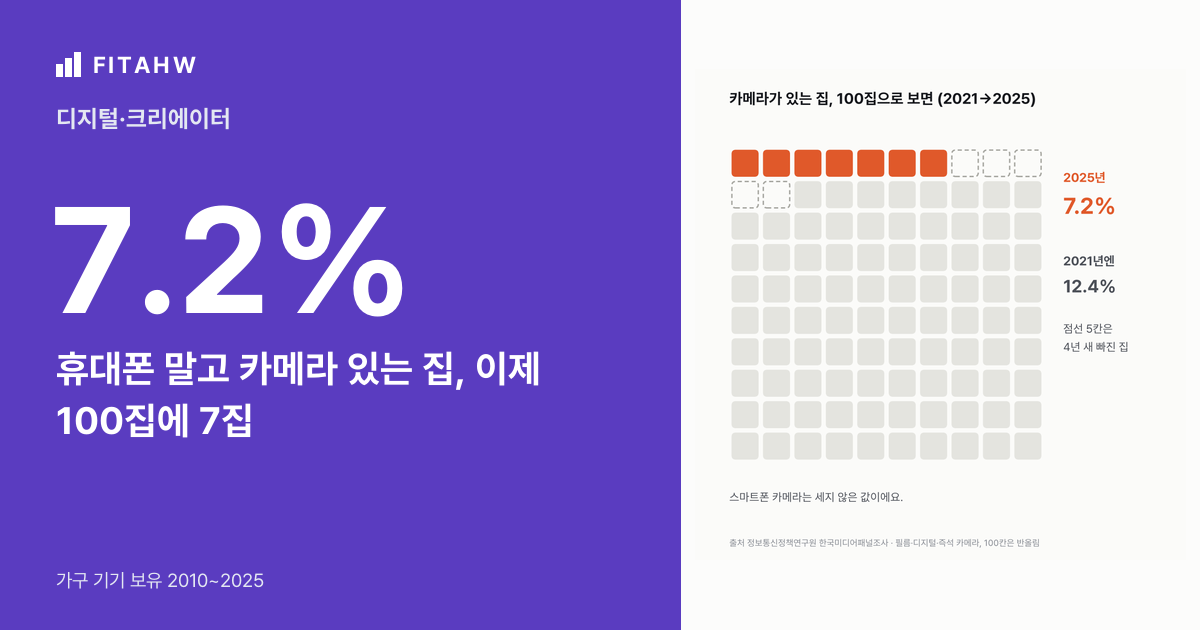 FITAHW
디지털·크리에이터
7.2%
휴대폰 말고 카메라 있는 집, 이제
100집에 7집
가구 기기 보유 2010~2025
카메라가 있는 집, 100집으로 보면 (2021→2025)
2025년
7.2%
2021년엔
12.4%
점선 5칸은
4년 새 빠진 집
스마트폰 카메라는 세지 않은 값이에요.
출처 정보통신정책연구원 한국미디어패널조사 · 필름·디지털·즉석 카메라, 100칸은 반올림